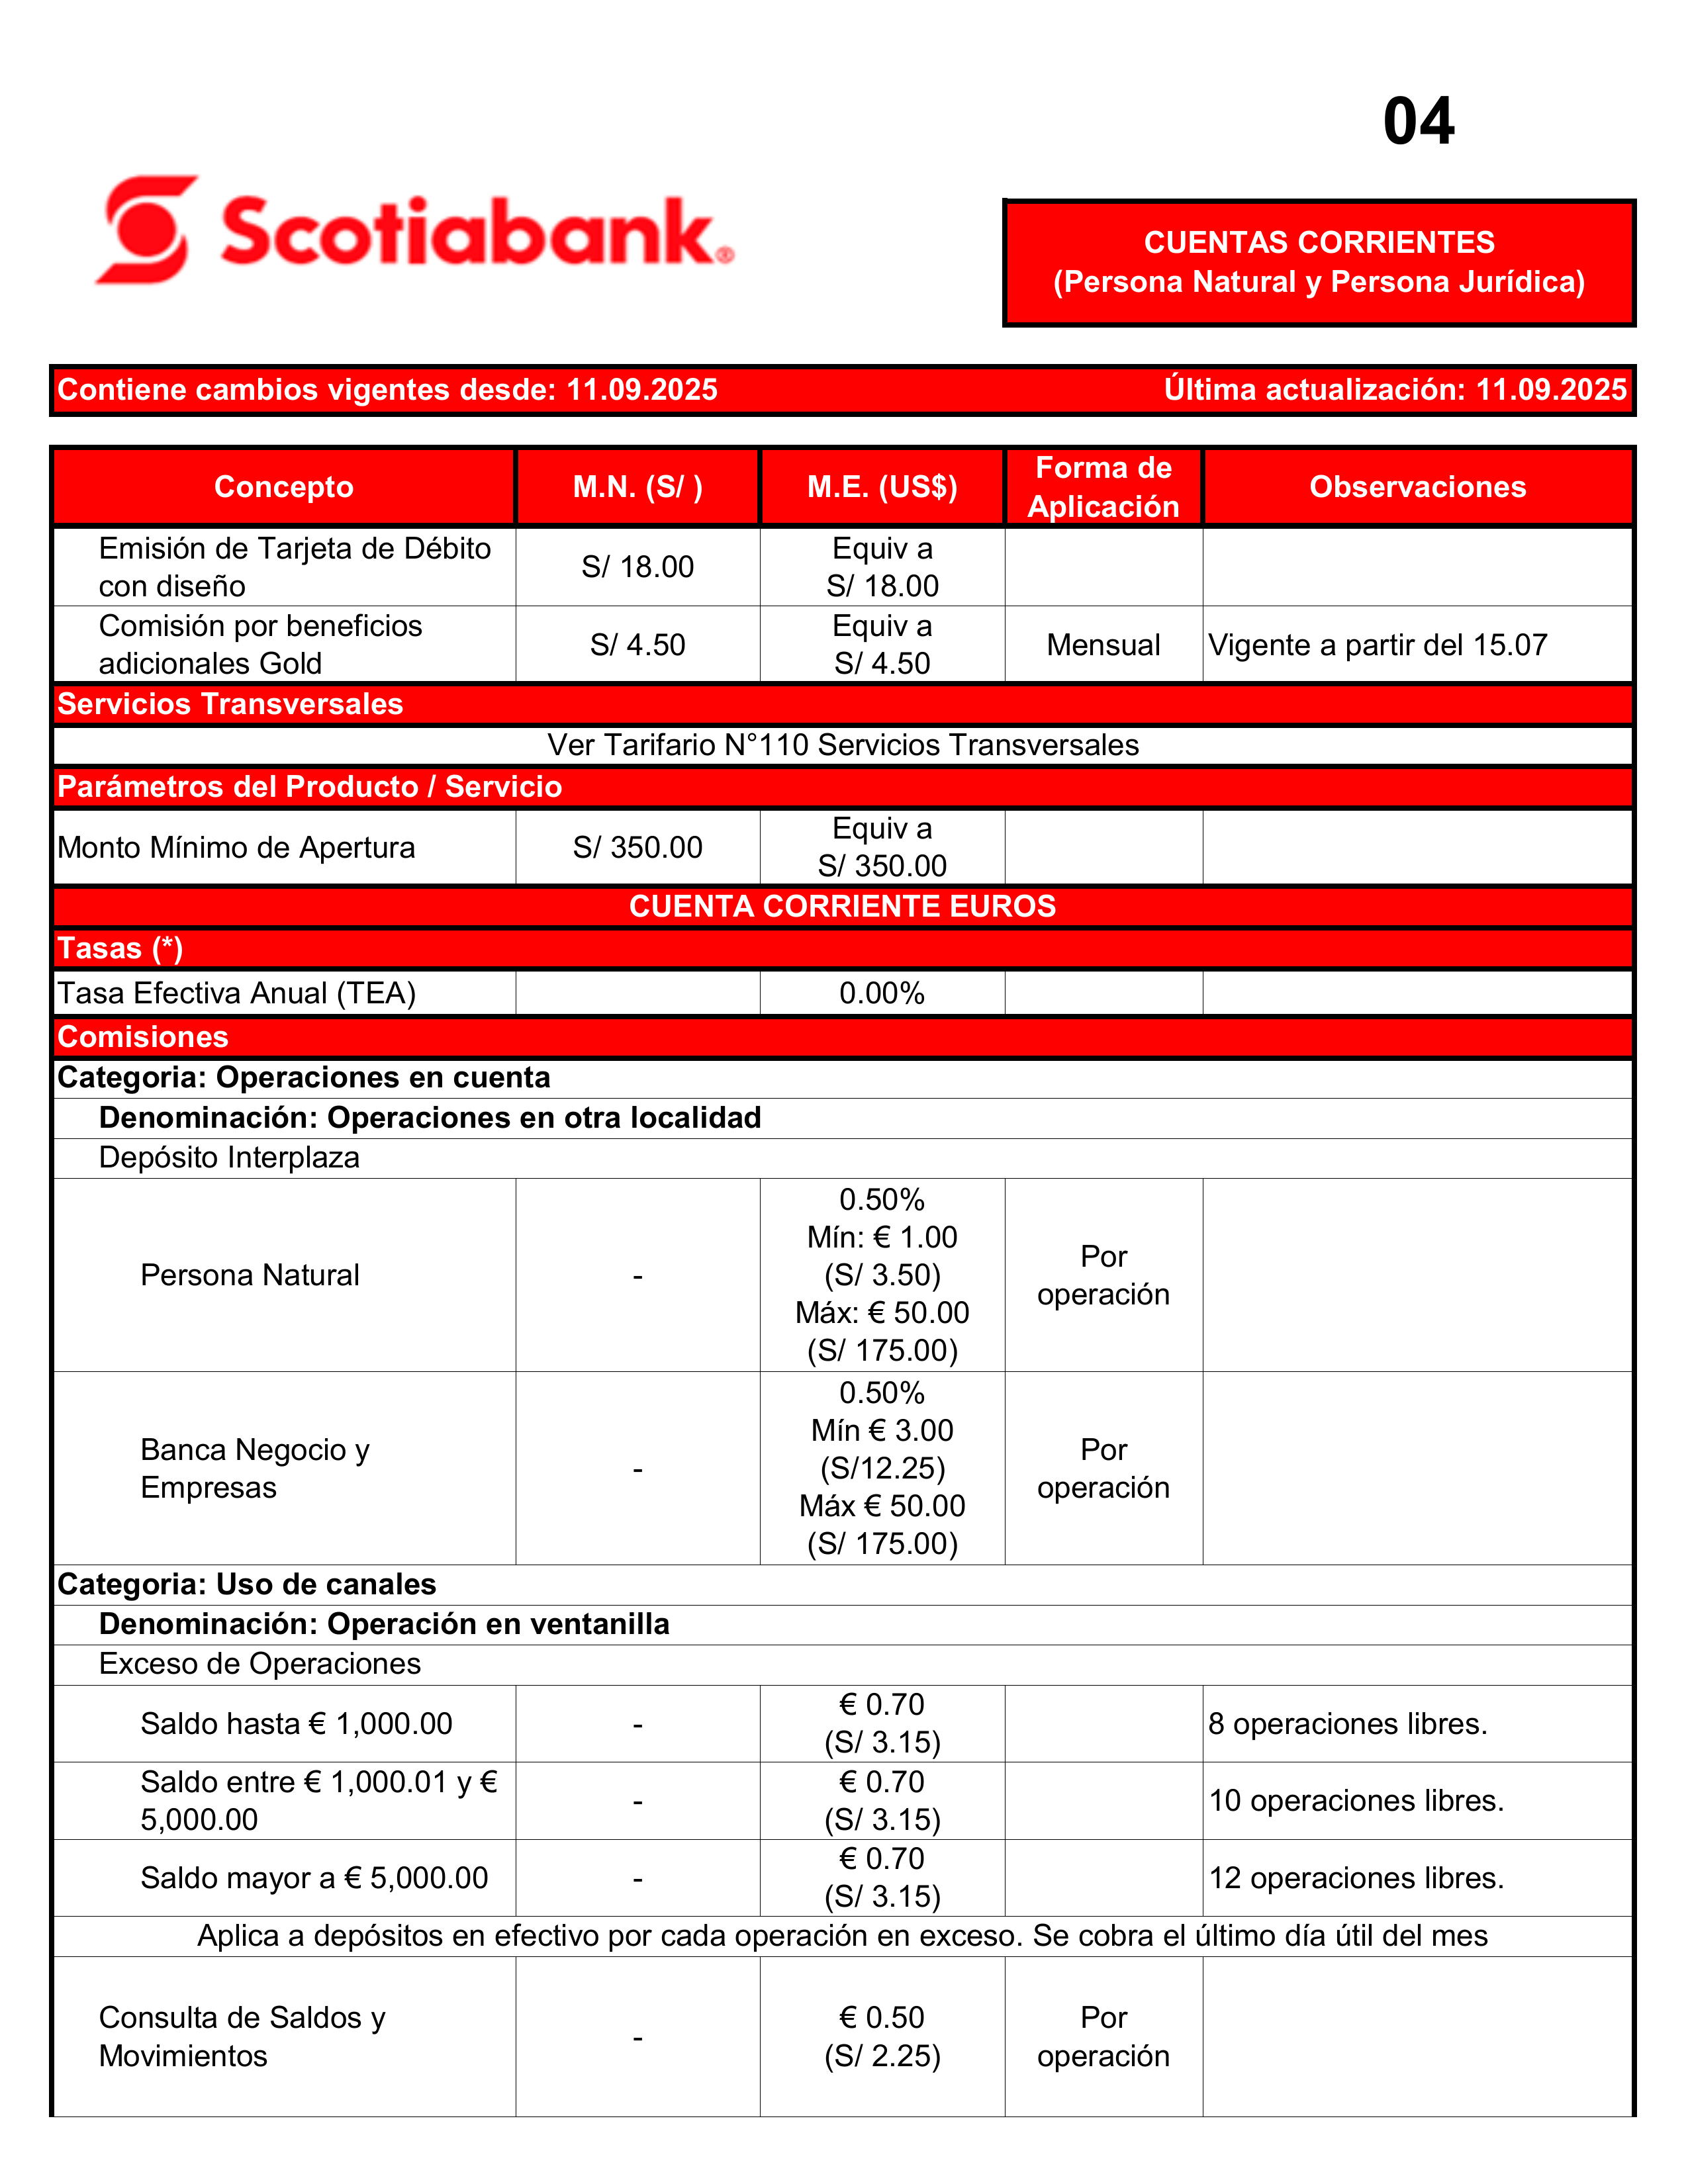 04
Scotiabank®
CUENTAS CORRIENTES
(Persona Natural y Persona Jurídica)
Contiene cambios vigentes desde: 11.09.2025 Última actualización: 11.09.2025
Concepto M.N. (S/ ) M.E. (US$) Forma de Aplicación Observaciones
Emisión de Tarjeta de Débito con diseño S/ 18.00 Equiv a S/ 18.00
Comisión por beneficios adicionales Gold S/ 4.50 Equiv a S/ 4.50 Mensual Vigente a partir del 15.07
Servicios Transversales
Ver Tarifario N°110 Servicios Transversales
Parámetros del Producto / Servicio
Monto Mínimo de Apertura S/ 350.00 Equiv a S/ 350.00
CUENTA CORRIENTE EUROS
Tasas (*)
Tasa Efectiva Anual (TEA) 0.00%
Comisiones
Categoria: Operaciones en cuenta
Denominación: Operaciones en otra localidad
Depósito Interplaza
Persona Natural - 0.50% Mín: € 1.00 (S/ 3.50) Máx: € 50.00 (S/ 175.00) Por operación
Banca Negocio y Empresas - 0.50% Mín € 3.00 (S/12.25) Máx € 50.00 (S/ 175.00) Por operación
Categoria: Uso de canales
Denominación: Operación en ventanilla
Exceso de Operaciones
Saldo hasta € 1,000.00 - € 0.70 (S/ 3.15) 8 operaciones libres.
Saldo entre € 1,000.01 y € 5,000.00 - € 0.70 (S/ 3.15) 10 operaciones libres.
Saldo mayor a € 5,000.00 - € 0.70 (S/ 3.15) 12 operaciones libres.
Aplica a depósitos en efectivo por cada operación en exceso. Se cobra el último día útil del mes
Consulta de Saldos y Movimientos - € 0.50 (S/ 2.25) Por operación